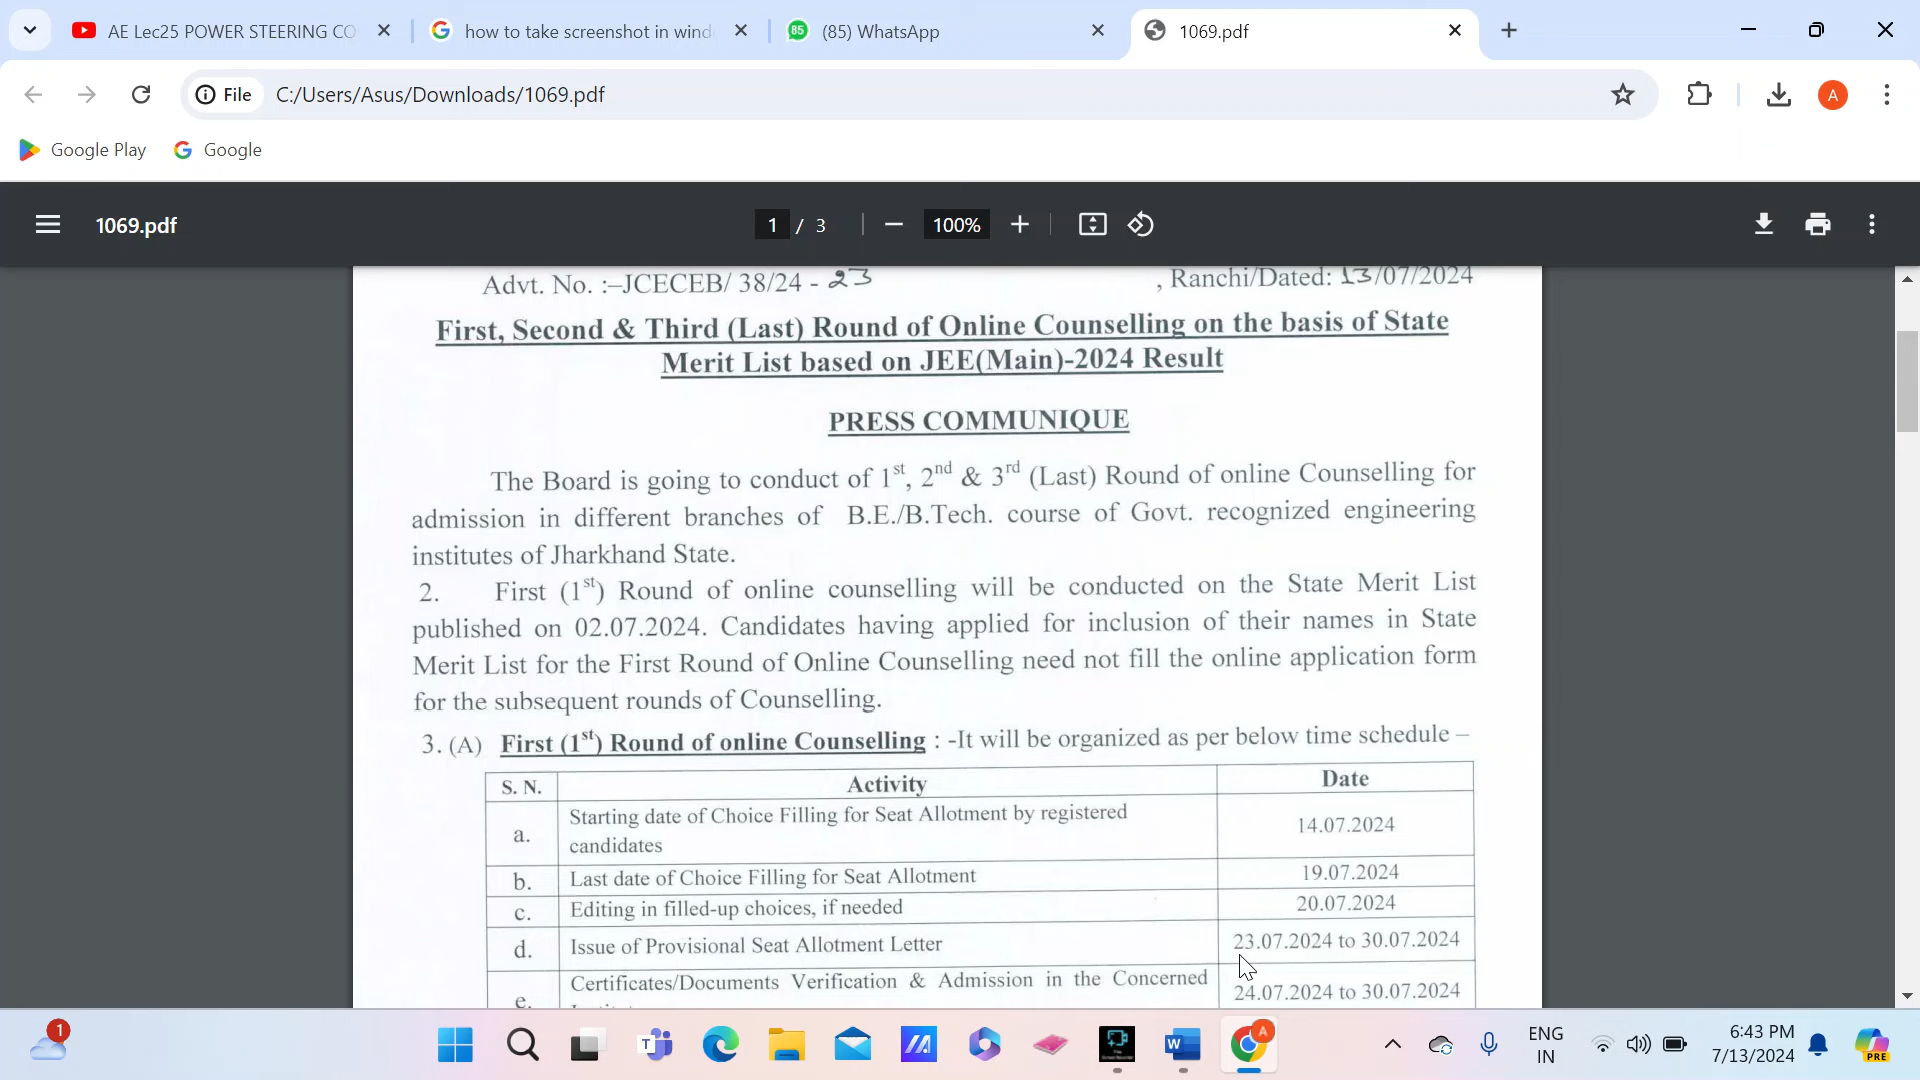 AE Lec25 POWER STEERING CO
how to take screenshot in wind
85 (85) WhatsApp
1069.pdf
File C:/Users/Asus/Downloads/1069.pdf
A
Google Play Google
1069.pdf 1 / 3 100%
Advt. No. :–JCECEB/ 38/24 - 23 , Ranchi/Dated: 13/07/2024
First, Second & Third (Last) Round of Online Counselling on the basis of State
Merit List based on JEE(Main)-2024 Result
PRESS COMMUNIQUE
The Board is going to conduct of 1st, 2nd & 3rd (Last) Round of online Counselling for
admission in different branches of B.E./B.Tech. course of Govt. recognized engineering
institutes of Jharkhand State.
2. First (1st) Round of online counselling will be conducted on the State Merit List
published on 02.07.2024. Candidates having applied for inclusion of their names in State
Merit List for the First Round of Online Counselling need not fill the online application form
for the subsequent rounds of Counselling.
3. (A) First (1st) Round of online Counselling : -It will be organized as per below time schedule –
S. N. Activity Date
a. Starting date of Choice Filling for Seat Allotment by registered
candidates 14.07.2024
b. Last date of Choice Filling for Seat Allotment 19.07.2024
c. Editing in filled-up choices, if needed 20.07.2024
d. Issue of Provisional Seat Allotment Letter 23.07.2024 to 30.07.2024
e. Certificates/Documents Verification & Admission in the Concerned
24.07.2024 to 30.07.2024
1
T
W
A
ENG
IN
6:43 PM
7/13/2024
PRE